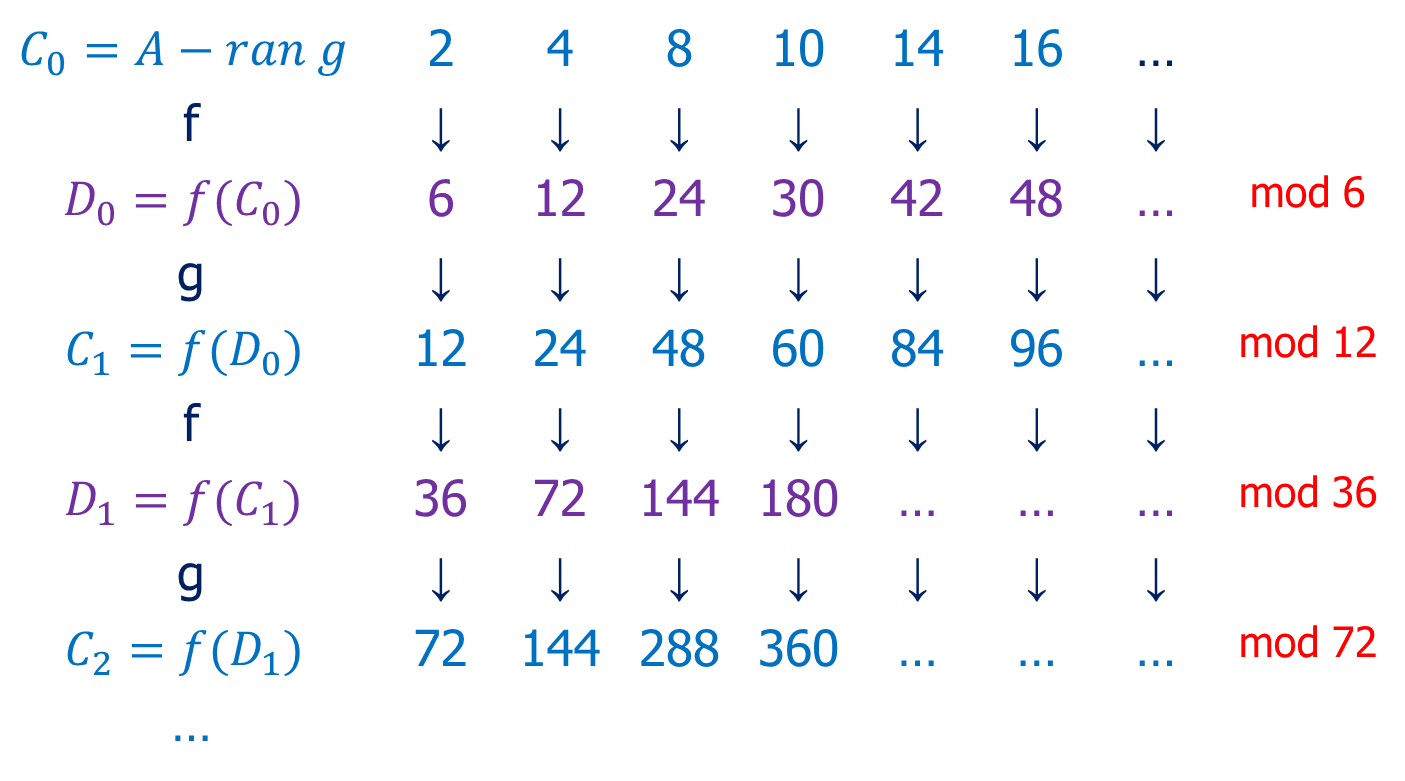 C₀ = A − ran g 2 4 8 10 14 16 ...
f ↓ ↓ ↓ ↓ ↓ ↓ ↓
D₀ = f(C₀) 6 12 24 30 42 48 ... mod 6
g ↓ ↓ ↓ ↓ ↓ ↓ ↓
C₁ = f(D₀) 12 24 48 60 84 96 ... mod 12
f ↓ ↓ ↓ ↓ ↓ ↓ ↓
D₁ = f(C₁) 36 72 144 180 ... ... ... mod 36
g ↓ ↓ ↓ ↓ ↓ ↓ ↓
C₂ = f(D₁) 72 144 288 360 ... ... ... mod 72
...